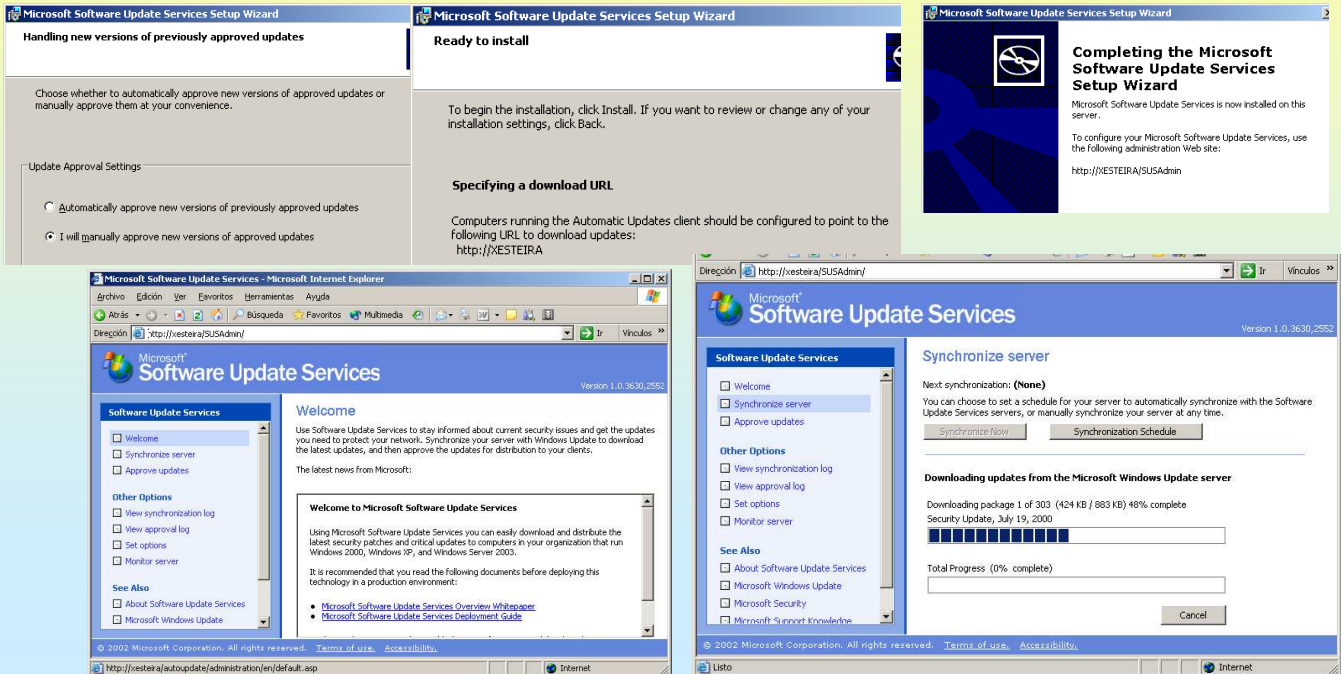 Microsoft Software Update Services Setup Wizard
Handling new versions of previously approved updates
Choose whether to automatically approve new versions of approved updates or
manually approve them at your convenience.
Update Approval Settings
Automatically approve new versions of previously approved updates
I will manually approve new versions of approved updates
Microsoft Software Update Services Setup Wizard
Ready to install
To begin the installation, click Install. If you want to review or change any of your
installation settings, click Back.
Specifying a download URL
Computers running the Automatic Updates client should be configured to point to the
following URL to download updates:
http://XESTEIRA
Microsoft Software Update Services Setup Wizard
Completing the Microsoft
Software Update Services
Setup Wizard
Microsoft Software Update Services is now installed on this
server.
To configure your Microsoft Software Update Services, use
the following administration Web site:
http://XESTEIRA/SUSAdmin
Microsoft Software Update Services - Microsoft Internet Explorer
Archivo Edición Ver Favoritos Herramientas Ayuda
Atrás Búsqueda Favoritos Multimedia
Dirección http://xesteira/SUSAdmin/ Ir Vínculos »
Microsoft
Software Update Services
Version 1.0.3630,2552
Software Update Services
Welcome
Synchronize server
Approve updates
Other Options
View synchronization log
View approval log
Set options
Monitor server
See Also
About Software Update Services
Microsoft Windows Update
Welcome
Use Software Update Services to stay informed about current security issues and get the updates
you need to protect your network. Synchronize your server with Windows Update to download
the latest updates, and then approve the updates for distribution to your clients.
The latest news from Microsoft:
Welcome to Microsoft Software Update Services
Using Microsoft Software Update Services you can easily download and distribute the
latest security patches and critical updates to computers in your organization that run
Windows 2000, Windows XP, and Windows Server 2003.
It is recommended that you read the following documents before deploying this
technology in a production environment:
Microsoft Software Update Services Overview Whitepaper
Microsoft Software Update Services Deployment Guide
© 2002 Microsoft Corporation. All rights reserved. Terms of use. Accessibility.
http://xesteira/autoupdate/administration/en/default.asp Internet
Dirección http://xesteira/SUSAdmin/ Ir Vínculos »
Microsoft
Software Update Services
Version 1.0.3630,2552
Software Update Services
Welcome
Synchronize server
Approve updates
Other Options
View synchronization log
View approval log
Set options
Monitor server
See Also
About Software Update Services
Microsoft Windows Update
Microsoft Security
Microsoft Support Knowledge
Synchronize server
Next synchronization: (None)
You can choose to set a schedule for your server to automatically synchronize with the Software
Update Services servers, or manually synchronize your server at any time.
Synchronize Now Synchronization Schedule
Downloading updates from the Microsoft Windows Update server
Downloading package 1 of 303 (424 KB / 883 KB) 48% complete
Security Update, July 19, 2000
Total Progress (0% complete)
Cancel
© 2002 Microsoft Corporation. All rights reserved. Terms of use. Accessibility.
Listo Internet